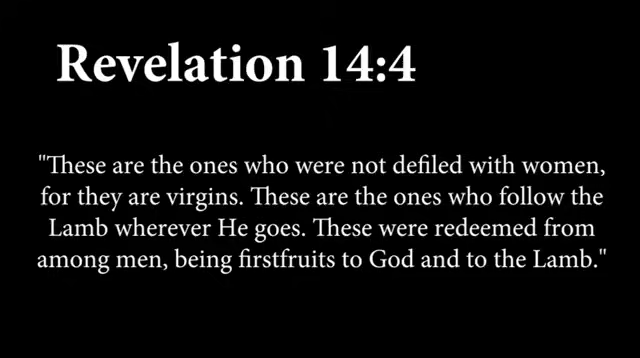 Revelation 14:4
"These are the ones who were not defiled with women,
for they are virgins. These are the ones who follow the
Lamb wherever He goes. These were redeemed from
among men, being firstfruits to God and to the Lamb."